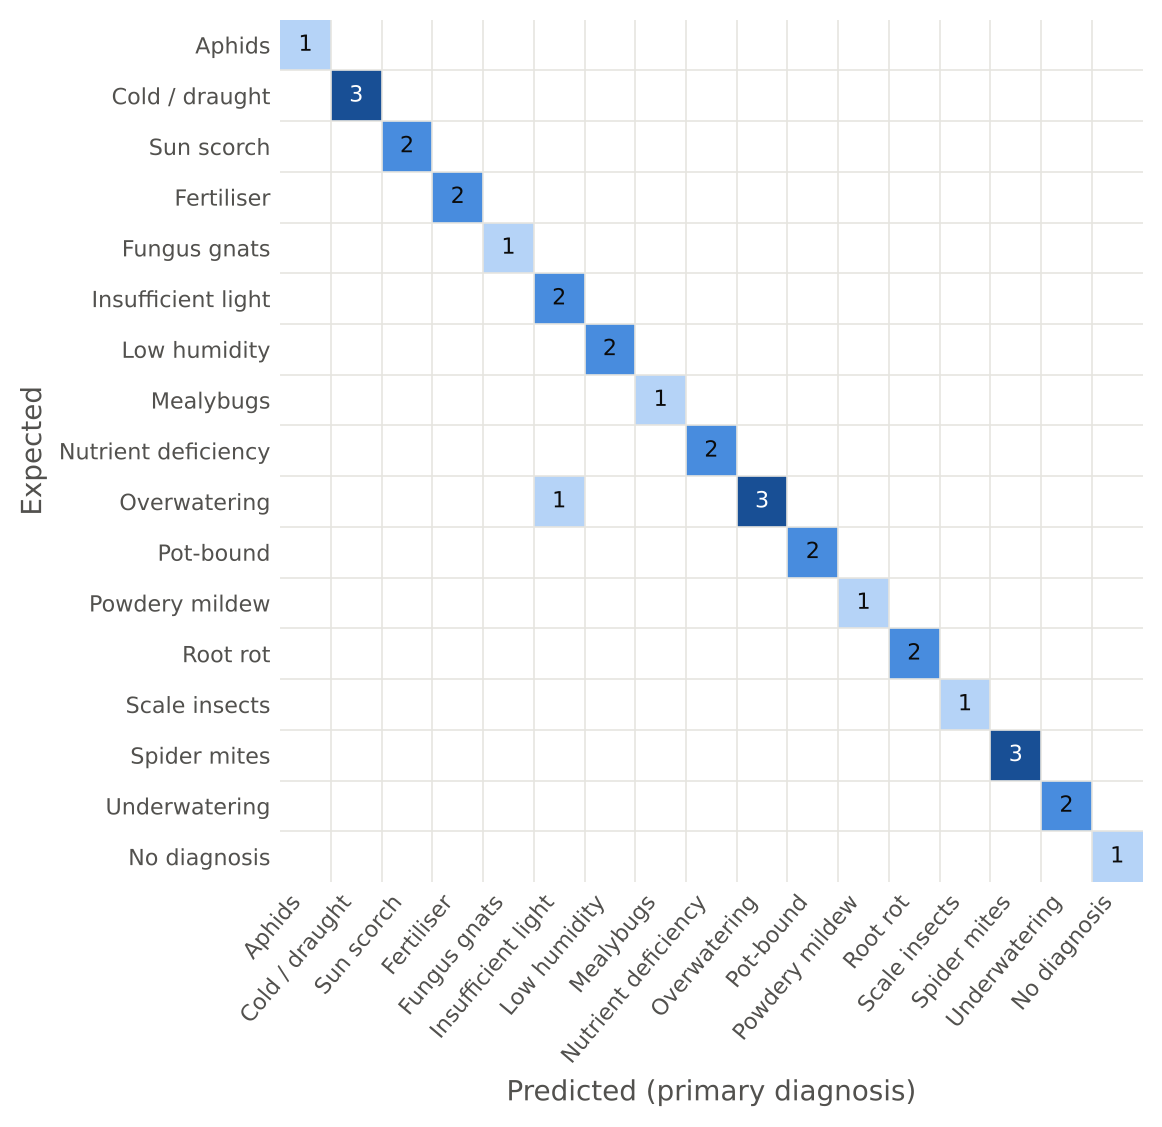 Aphids 1
Cold / draught 3
Sun scorch 2
Fertiliser 2
Fungus gnats 1
Insufficient light 2
Low humidity 2
Mealybugs 1
Nutrient deficiency 2
Overwatering 1 3
Pot-bound 2
Powdery mildew 1
Root rot 2
Scale insects 1
Spider mites 3
Underwatering 2
No diagnosis 1
Expected
Aphids
Cold / draught
Sun scorch
Fertiliser
Fungus gnats
Insufficient light
Low humidity
Mealybugs
Nutrient deficiency
Overwatering
Pot-bound
Powdery mildew
Root rot
Scale insects
Spider mites
Underwatering
No diagnosis
Predicted (primary diagnosis)